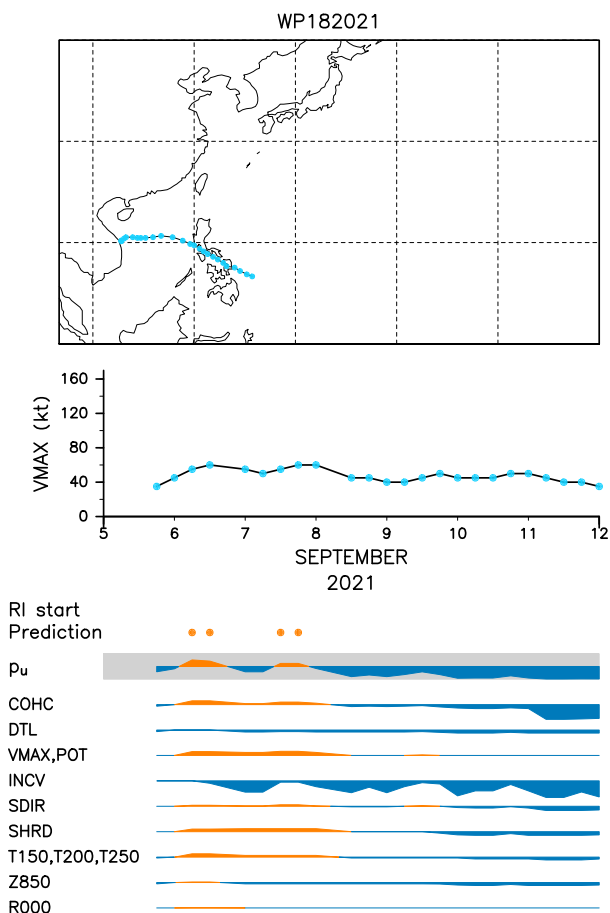 WP182021
160
120
80
40
0
VMAX (kt)
5 6 7 8 9 10 11 12
SEPTEMBER
2021
RI start
Prediction
pu
COHC
DTL
VMAX,POT
INCV
SDIR
SHRD
T150,T200,T250
Z850
R000